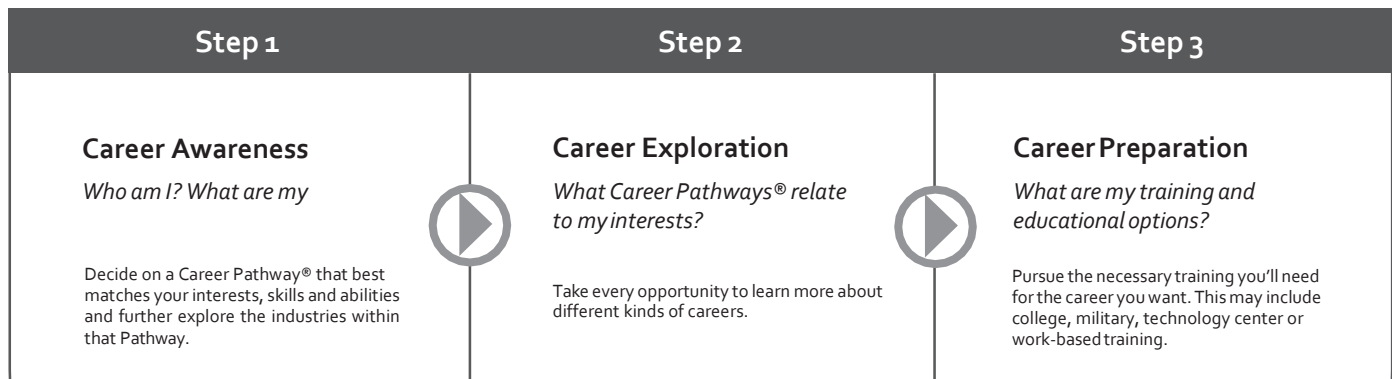 Step 1
Step 2
Step 3
Career Awareness
Who am I? What are my
Decide on a Career Pathway® that best
matches your interests, skills and abilities
and further explore the industries within
that Pathway.
Career Exploration
What Career Pathways® relate
to my interests?
Take every opportunity to learn more about
different kinds of careers.
Career Preparation
What are my training and
educational options?
Pursue the necessary training you'll need
for the career you want. This may include
college, military, technology center or
work-based training.